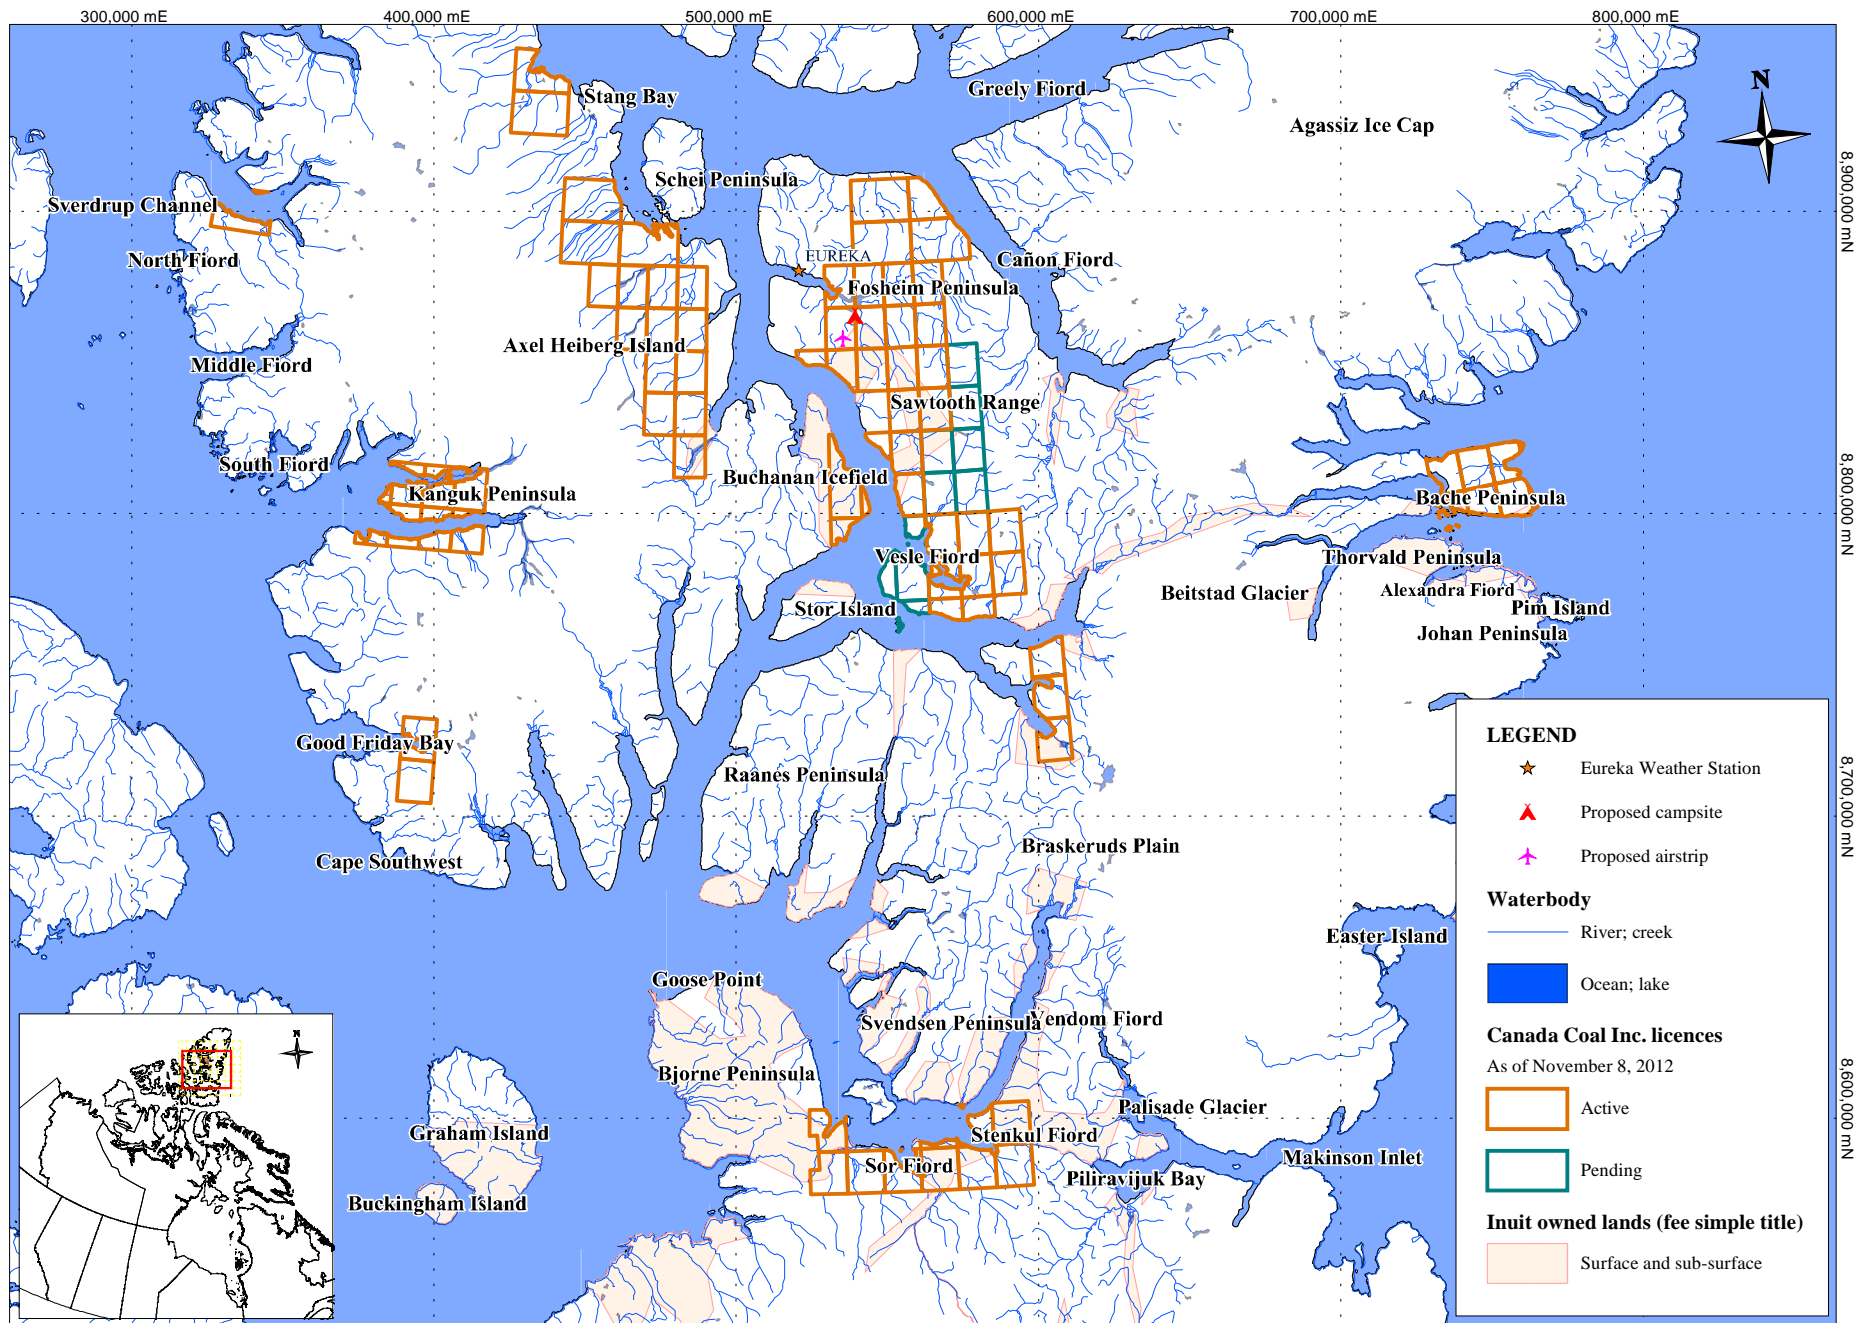 300,000 mE
400,000 mE
500,000 mE
600,000 mE
700,000 mE
800,000 mE
Stang Bay
Greely Fiord
Agassiz Ice Cap
N
Schei Peninsula
8,900,000 mN
Sverdrup Channel
North Fiord
EUREKA
Cañon Fiord
Fosheim Peninsula
Axel Heiberg Island
Middle Fiord
Sawtooth Range
South Fiord
Buchanan Icefield
Kanguk Peninsula
Bache Peninsula
8,800,000 mN
Vesle Fiord
Thorvald Peninsula
Beitstad Glacier
Alexandra Fiord
Stor Island
Pim Island
Johan Peninsula
Good Friday Bay
Raanes Peninsula
8,700,000 mN
Cape Southwest
Braskeruds Plain
Easter Island
Goose Point
Svendsen Peninsula
Vendom Fiord
Bjorne Peninsula
8,600,000 mN
Palisade Glacier
Graham Island
Stenkul Fiord
Sor Fiord
Makinson Inlet
Piliravijuk Bay
Buckingham Island
N
LEGEND
Eureka Weather Station
Proposed campsite
Proposed airstrip
Waterbody
River; creek
Ocean; lake
Canada Coal Inc. licences
As of November 8, 2012
Active
Pending
Inuit owned lands (fee simple title)
Surface and sub-surface